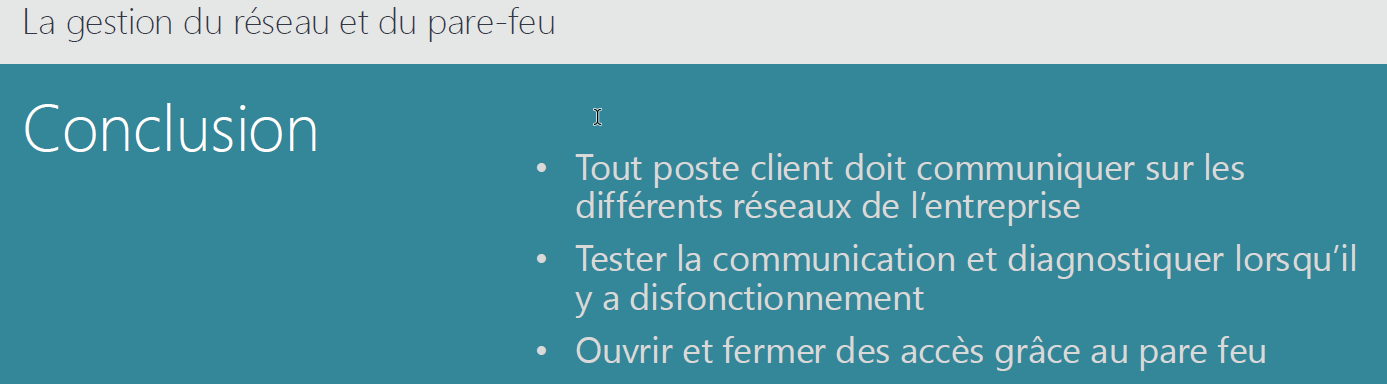 La gestion du réseau et du pare-feu
Conclusion
• Tout poste client doit communiquer sur les
différents réseaux de l’entreprise
• Tester la communication et diagnostiquer lorsqu’il
y a disfonctionnement
• Ouvrir et fermer des accès grâce au pare feu